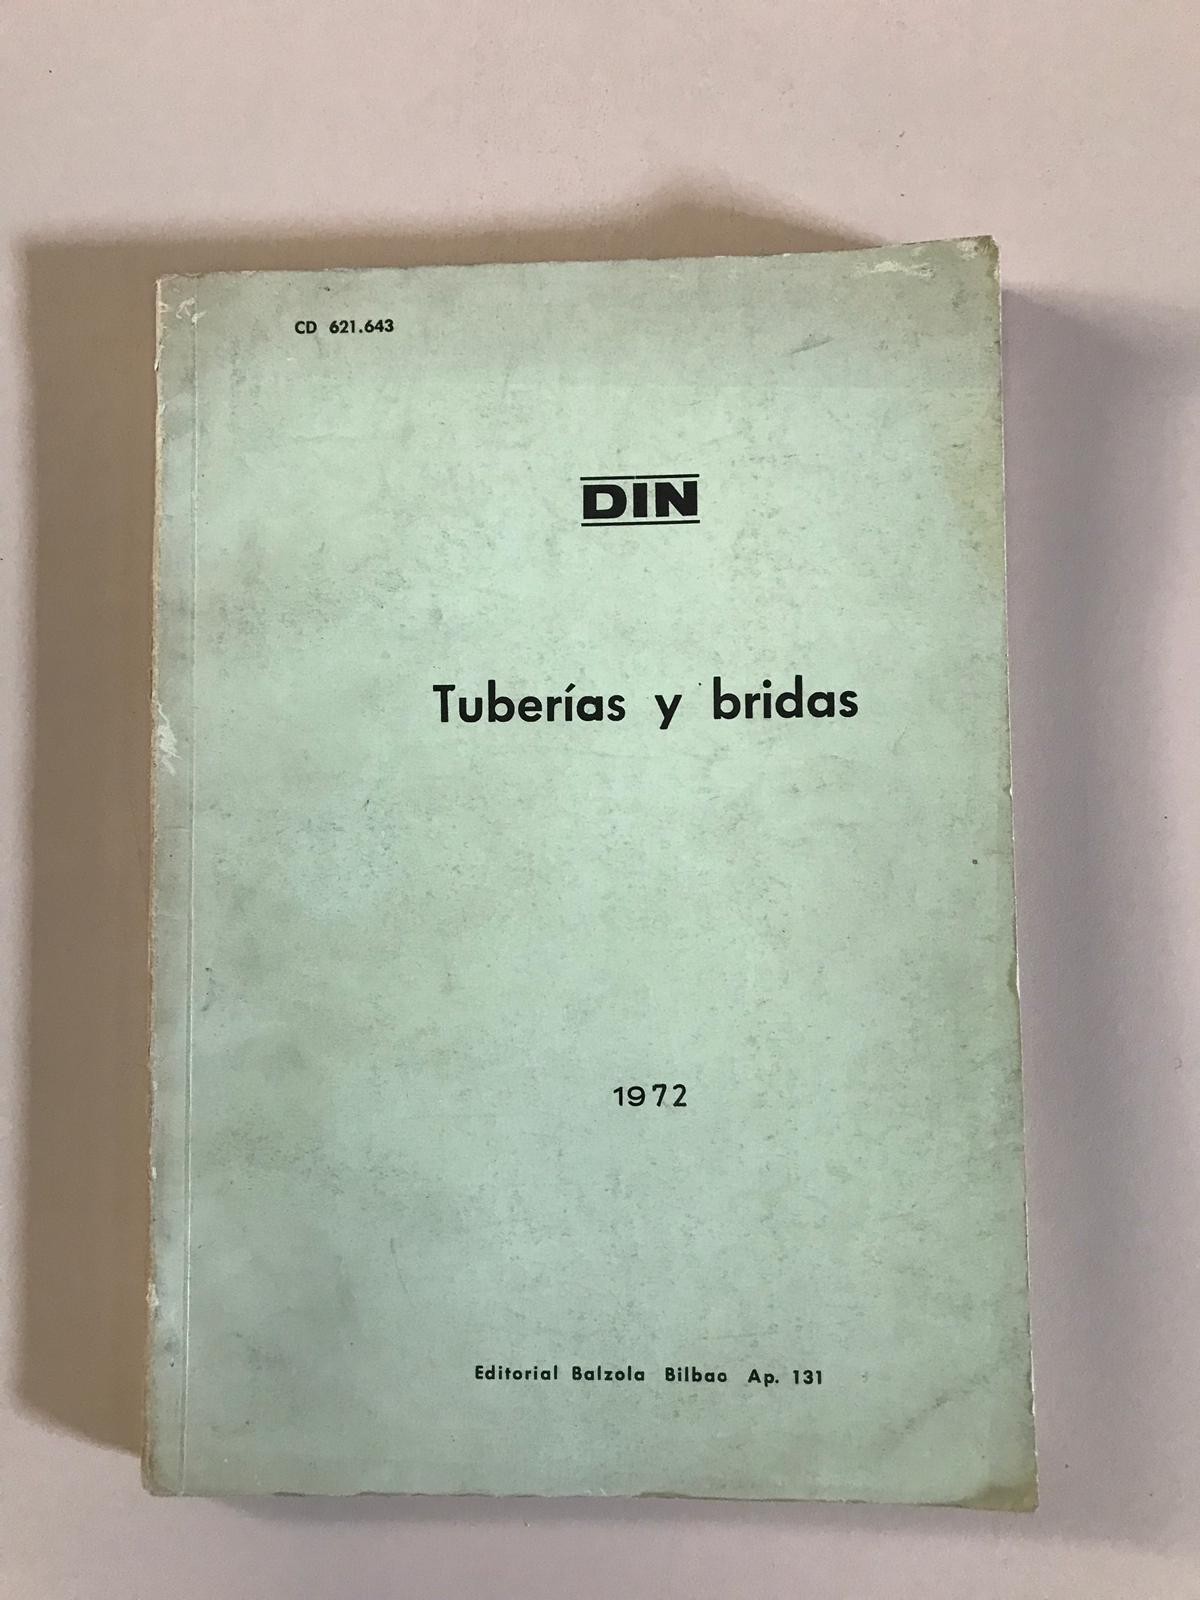 CD 621.643
DIN
Tuberías y bridas
1972
Editorial Balzola Bilbao Ap. 131